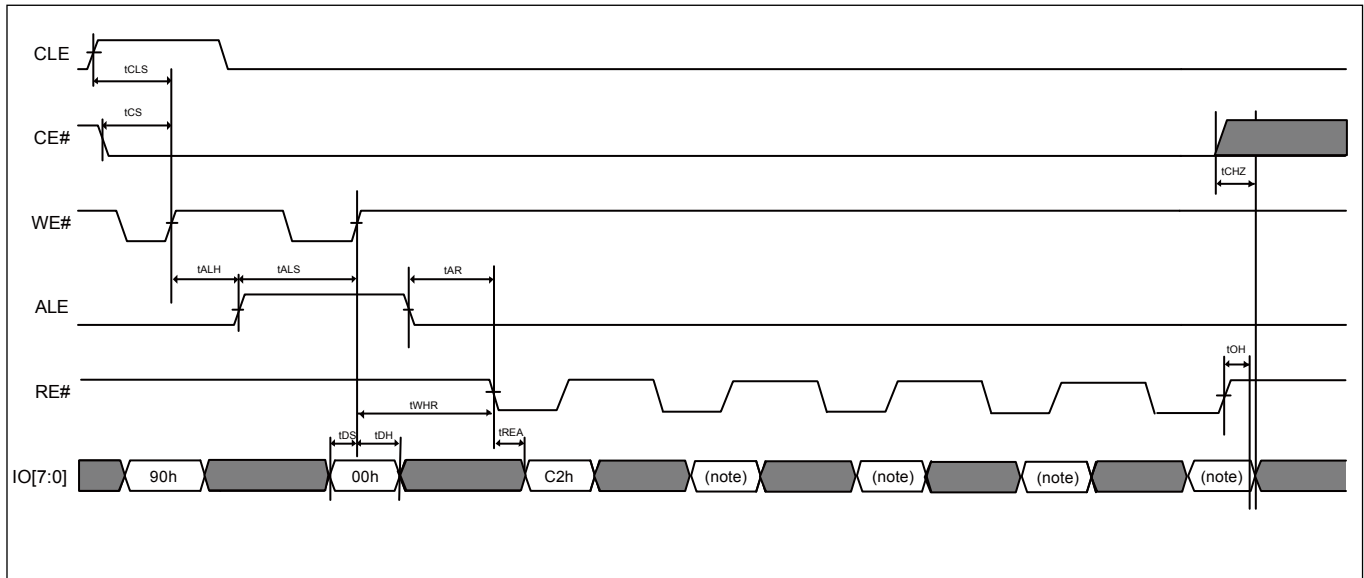 CLE
tCLS
CE#
tCS
tCHZ
WE#
tALH
tALS
tAR
ALE
tOH
RE#
tWHR
tDS
tDH
tREA
IO[7:0]
90h
00h
C2h
(note)
(note)
(note)
(note)